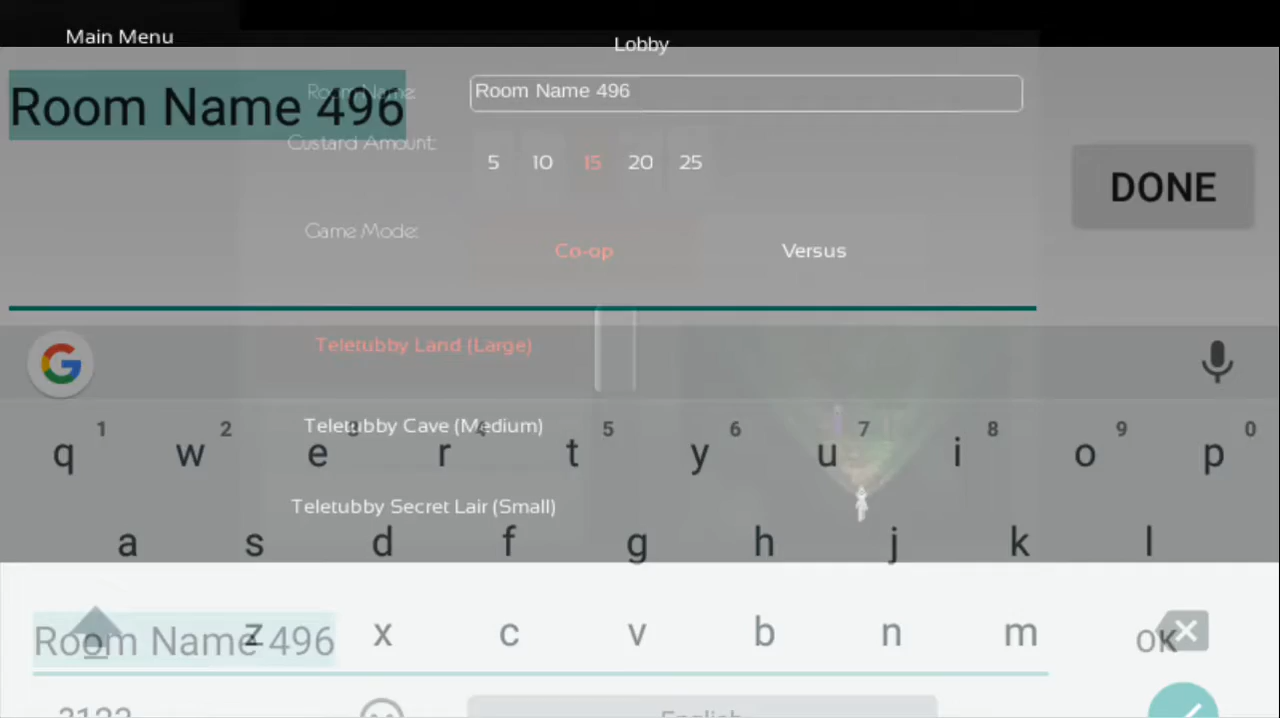 Main Menu
Lobby
Room Name 496
Room Name:
Room Name 496
Custard Amount:
5 10 15 20 25
DONE
Game Mode:
Co-op
Versus
Teletubby Land (Large)
Teletubby Cave (Medium)
Teletubby Secret Lair (Small)
1 2 3 4 5 6 7 8 9 0
q w e r t y u i o p
a s d f g h j k l
z x c v b n m
Room Name 496
OK
English